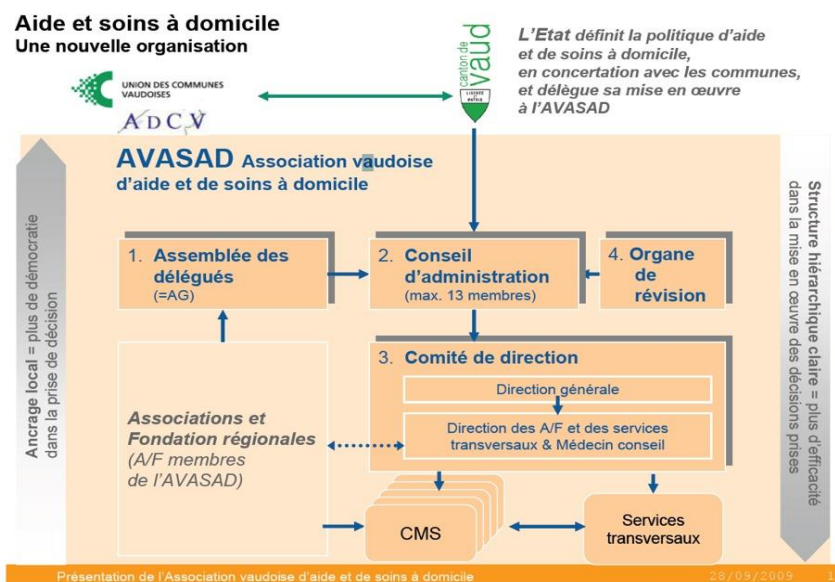 Aide et soins à domicile
Une nouvelle organisation
UNION DES COMMUNES
VAUDOISES
ADCV
canton de
vaud
LIBERTÉ
ET
PATRIE
L'Etat définit la politique d'aide
et de soins à domicile,
en concertation avec les communes,
et délègue sa mise en œuvre
à l'AVASAD
AVASAD Association vaudoise
d'aide et de soins à domicile
1. Assemblée des
délégués
(=AG)
2. Conseil
d'administration
(max. 13 membres)
4. Organe
de
révision
3. Comité de direction
Direction générale
Direction des A/F et des services
transversaux & Médecin conseil
Associations et
Fondation régionales
(A/F membres
de l'AVASAD)
CMS
Services
transversaux
Ancrage local = plus de démocratie
dans la prise de décision
Structure hiérarchique claire = plus d'efficacité
dans la mise en œuvre des décisions prises
Présentation de l'Association vaudoise d'aide et de soins à domicile
28/09/2009 1